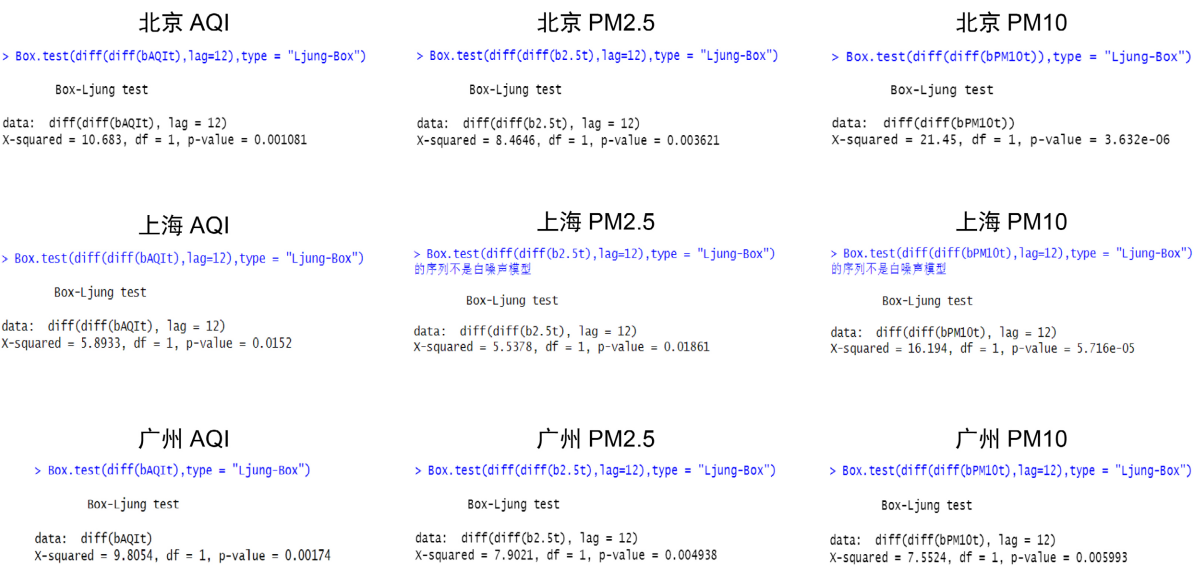 北京 AQI
> Box.test(diff(diff(bAQIt),lag=12),type = "Ljung-Box")
Box-Ljung test
data:  diff(diff(bAQIt), lag = 12)
X-squared = 10.683, df = 1, p-value = 0.001081
北京 PM2.5
> Box.test(diff(diff(b2.5t),lag=12),type = "Ljung-Box")
Box-Ljung test
data:  diff(diff(b2.5t), lag = 12)
X-squared = 8.4646, df = 1, p-value = 0.003621
北京 PM10
> Box.test(diff(diff(bPM10t)),type = "Ljung-Box")
Box-Ljung test
data:  diff(diff(bPM10t))
X-squared = 21.45, df = 1, p-value = 3.632e-06
上海 AQI
> Box.test(diff(diff(bAQIt),lag=12),type = "Ljung-Box")
Box-Ljung test
data:  diff(diff(bAQIt), lag = 12)
X-squared = 5.8933, df = 1, p-value = 0.0152
上海 PM2.5
> Box.test(diff(diff(b2.5t),lag=12),type = "Ljung-Box")
的序列不是白噪声模型
Box-Ljung test
data:  diff(diff(b2.5t), lag = 12)
X-squared = 5.5378, df = 1, p-value = 0.01861
上海 PM10
> Box.test(diff(diff(bPM10t),lag=12),type = "Ljung-Box")
的序列不是白噪声模型
Box-Ljung test
data:  diff(diff(bPM10t), lag = 12)
X-squared = 16.194, df = 1, p-value = 5.716e-05
广州 AQI
> Box.test(diff(bAQIt),type = "Ljung-Box")
Box-Ljung test
data:  diff(bAQIt)
X-squared = 9.8054, df = 1, p-value = 0.00174
广州 PM2.5
> Box.test(diff(diff(b2.5t),lag=12),type = "Ljung-Box")
Box-Ljung test
data:  diff(diff(b2.5t), lag = 12)
X-squared = 7.9021, df = 1, p-value = 0.004938
广州 PM10
> Box.test(diff(diff(bPM10t),lag=12),type = "Ljung-Box")
Box-Ljung test
data:  diff(diff(bPM10t), lag = 12)
X-squared = 7.5524, df = 1, p-value = 0.005993